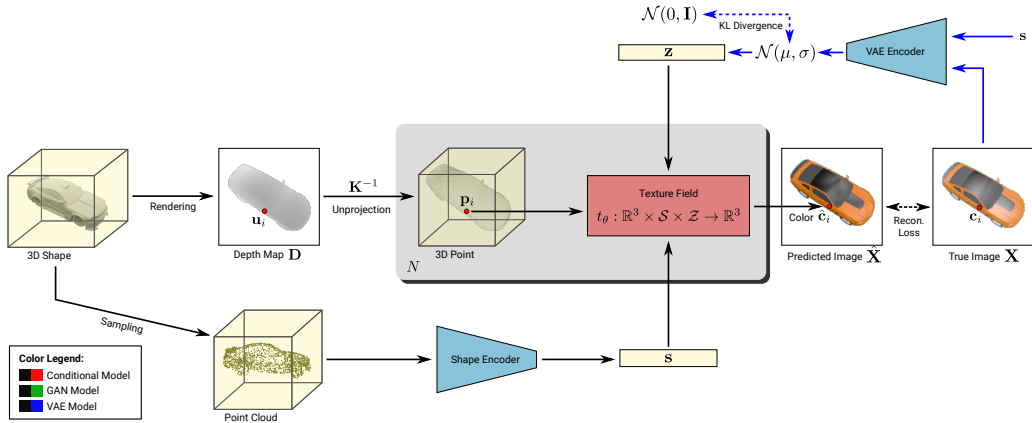 𝒩(0, I)
KL Divergence
z
𝒩(μ, σ)
VAE Encoder
s
3D Shape
Rendering
u_i
Depth Map D
K^{-1}
Unprojection
p_i
3D Point
N
Texture Field
t_θ : ℝ^3 × 𝒮 × 𝒵 → ℝ^3
Color ĉ_i
Predicted Image X̂
Recon.
Loss
c_i
True Image X
Sampling
Point Cloud
Shape Encoder
s
Color Legend:
Conditional Model
GAN Model
VAE Model